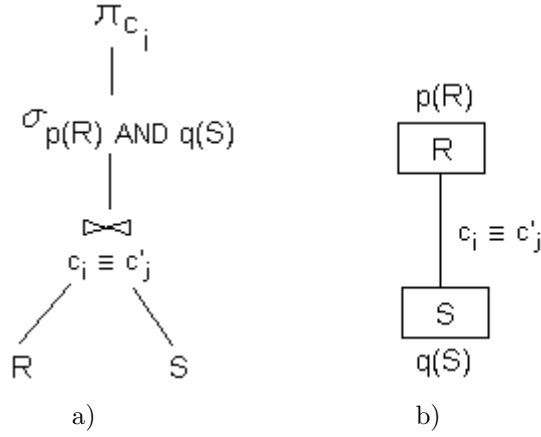 π c_i
σ p(R) AND q(S)
⋈
c_i ≡ c'_j
R S
a)
p(R)
R
c_i ≡ c'_j
S
q(S)
b)